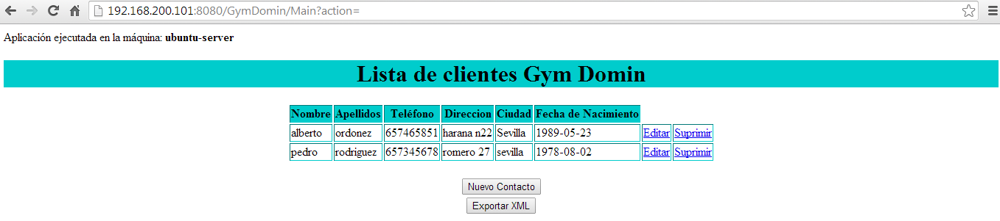 192.168.200.101:8080/GymDomin/Main?action=
Aplicación ejecutada en la máquina: ubuntu-server
Lista de clientes Gym Domin
Nombre Apellidos Teléfono Direccion Ciudad Fecha de Nacimiento
alberto ordonez 657465851 harana n22 Sevilla 1989-05-23 Editar Suprimir
pedro rodriguez 657345678 romero 27 sevilla 1978-08-02 Editar Suprimir
Nuevo Contacto
Exportar XML